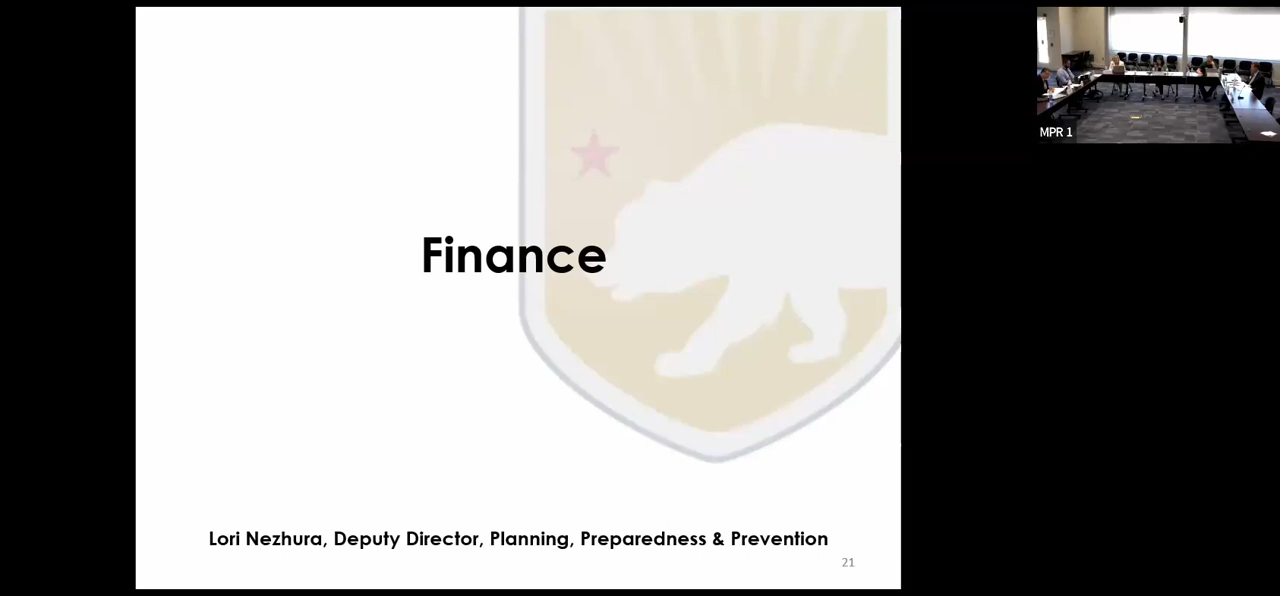 Finance
Lori Nezhura, Deputy Director, Planning, Preparedness & Prevention
21
MPR 1